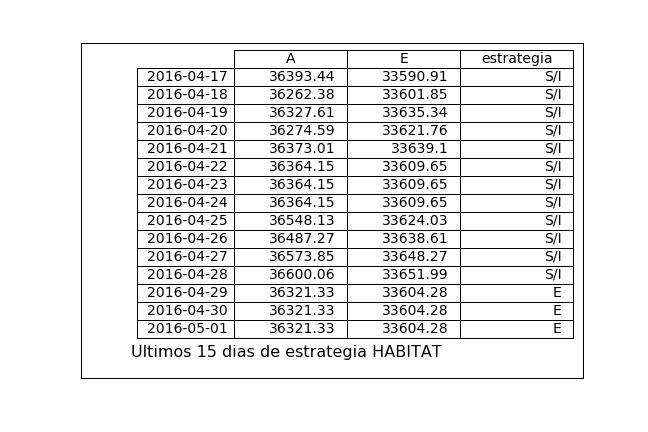 A E estrategia
2016-04-17 36393.44 33590.91 S/I
2016-04-18 36262.38 33601.85 S/I
2016-04-19 36327.61 33635.34 S/I
2016-04-20 36274.59 33621.76 S/I
2016-04-21 36373.01 33639.1 S/I
2016-04-22 36364.15 33609.65 S/I
2016-04-23 36364.15 33609.65 S/I
2016-04-24 36364.15 33609.65 S/I
2016-04-25 36548.13 33624.03 S/I
2016-04-26 36487.27 33638.61 S/I
2016-04-27 36573.85 33648.27 S/I
2016-04-28 36600.06 33651.99 S/I
2016-04-29 36321.33 33604.28 E
2016-04-30 36321.33 33604.28 E
2016-05-01 36321.33 33604.28 E
Ultimos 15 dias de estrategia HABITAT